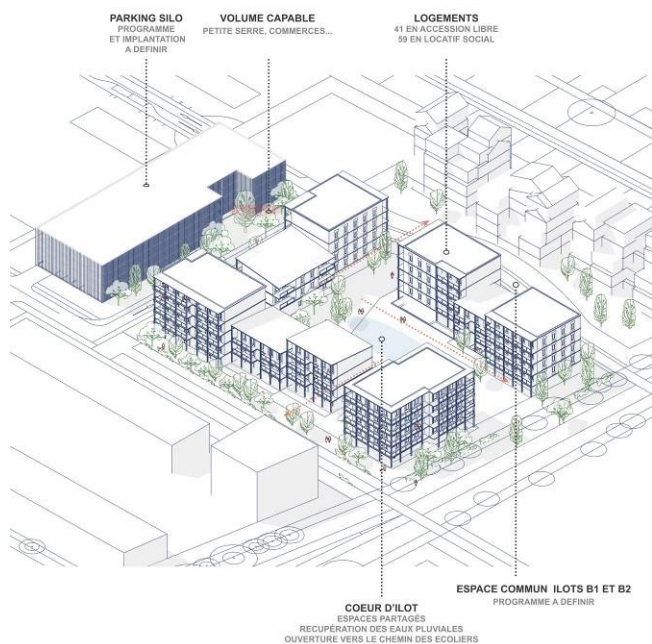 PARKING SILO
PROGRAMME
ET IMPLANTATION
A DEFINIR
VOLUME CAPABLE
PETITE SERRE, COMMERCES...
LOGEMENTS
41 EN ACCESSION LIBRE
59 EN LOCATIF SOCIAL
ESPACE COMMUN ILOTS B1 ET B2
PROGRAMME A DEFINIR
COEUR D'ILOT
ESPACES PARTAGÉS
RECUPÉRATION DES EAUX PLUVIALES
OUVERTURE VERS LE CHEMIN DES ECOLIERS